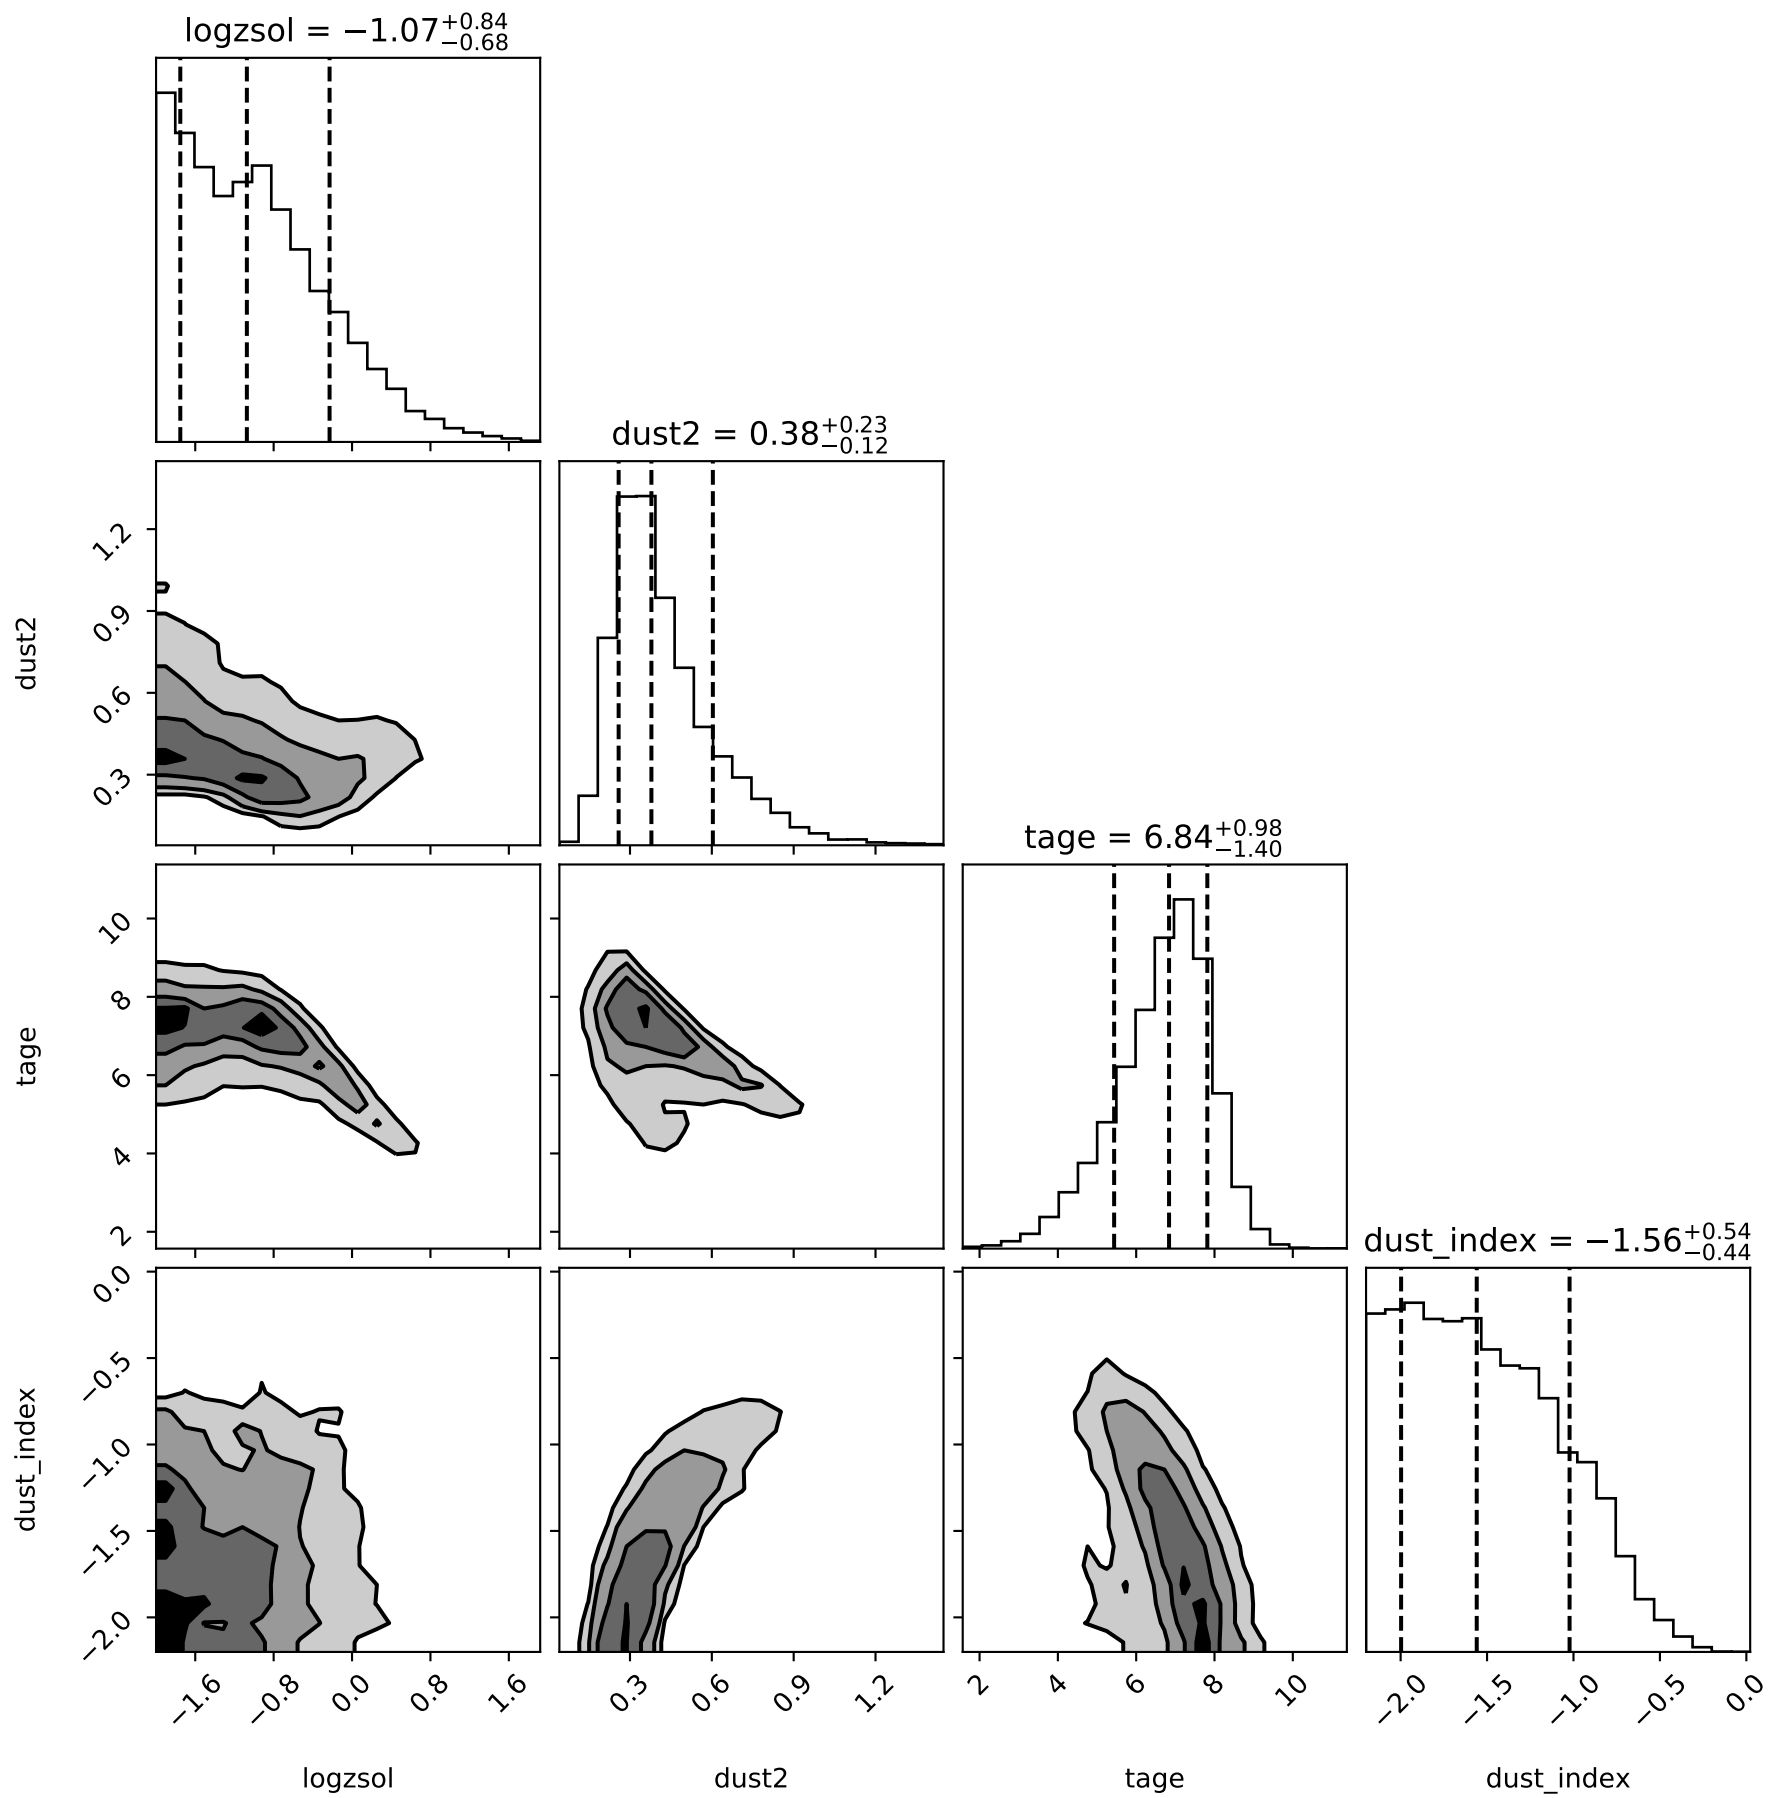 logzsol = −1.07 +0.84 −0.68
dust2 = 0.38 +0.23 −0.12
1.2
0.9
0.6
0.3
dust2
tage = 6.84 +0.98 −1.40
10
8
6
4
2
tage
dust_index = −1.56 +0.54 −0.44
0.0
−0.5
−1.0
−1.5
−2.0
dust_index
−1.6 −0.8 0.0 0.8 1.6
0.3 0.6 0.9 1.2
2 4 6 8 10
−2.0 −1.5 −1.0 −0.5 0.0
logzsol
dust2
tage
dust_index